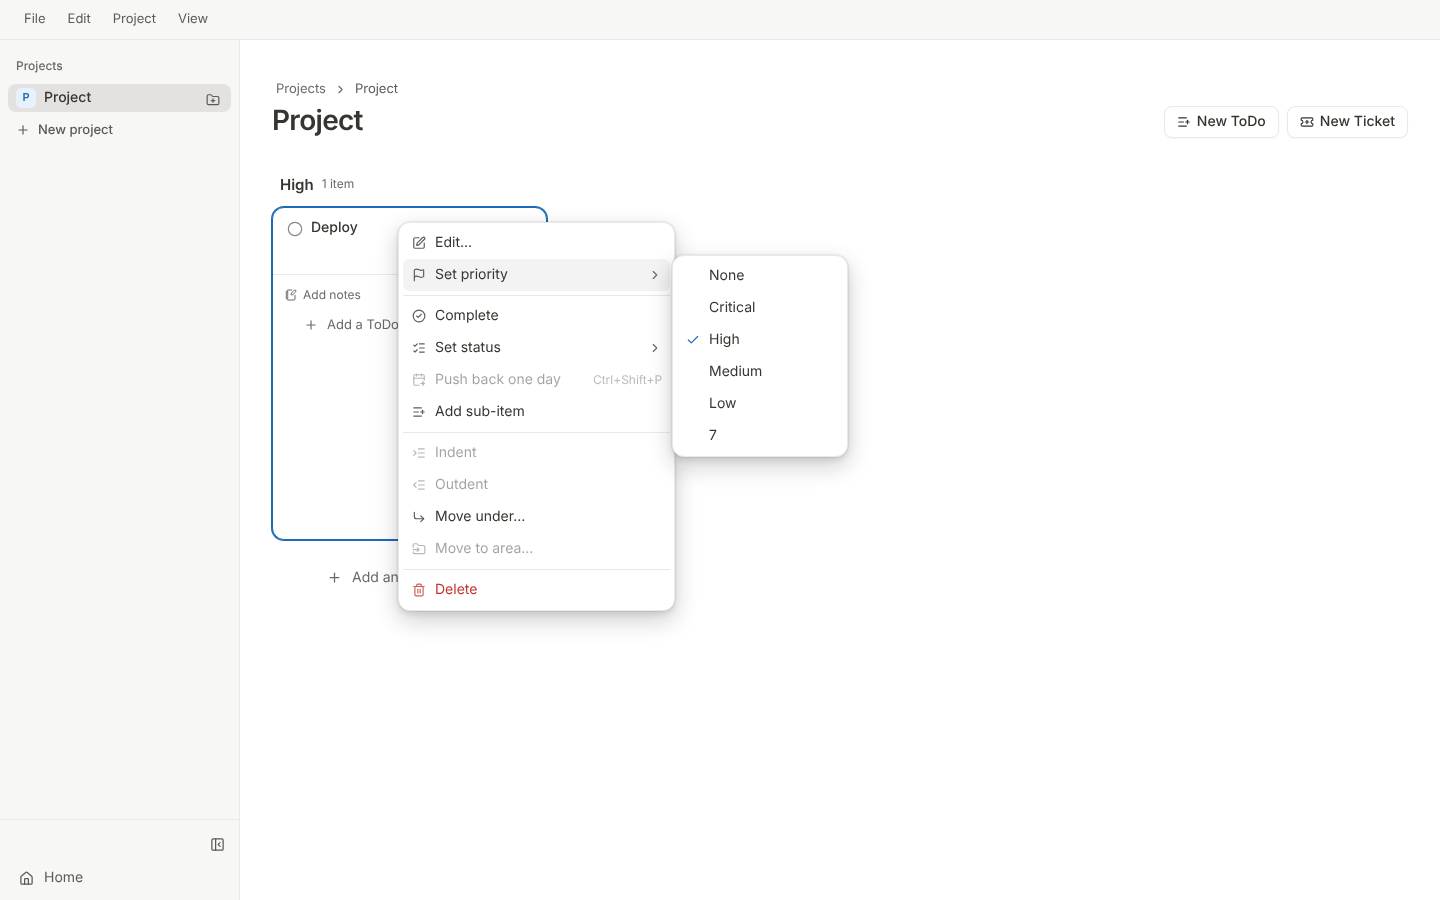 File Edit Project View
Projects
P Project
New project
Projects Project
Project
New ToDo New Ticket
High 1 item
Deploy
Add notes
Add a ToDo
Add an
Edit...
Set priority
Complete
Set status
Push back one day Ctrl+Shift+P
Add sub-item
Indent
Outdent
Move under...
Move to area...
Delete
None
Critical
High
Medium
Low
7
Home